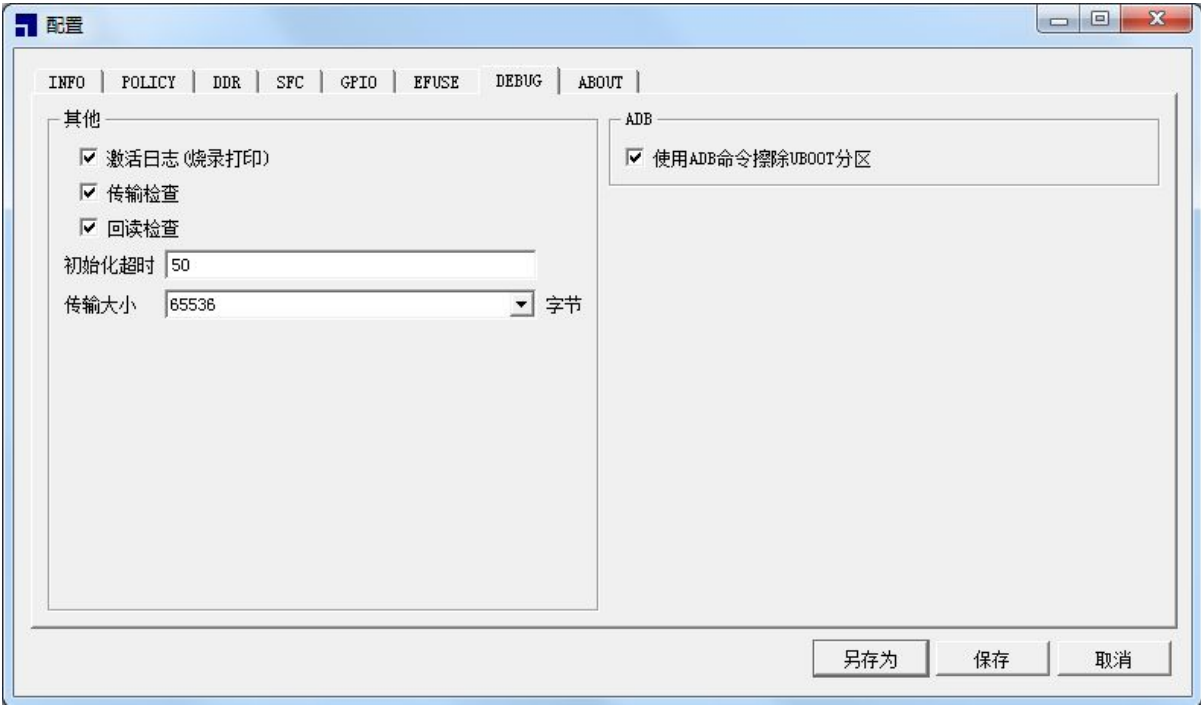 配置
INFO POLICY DDR SFC GPIO EFUSE DEBUG ABOUT
其他
激活日志(烧录打印)
传输检查
回读检查
初始化超时 50
传输大小 65536 字节
ADB
使用ADB命令擦除UBOOT分区
另存为 保存 取消